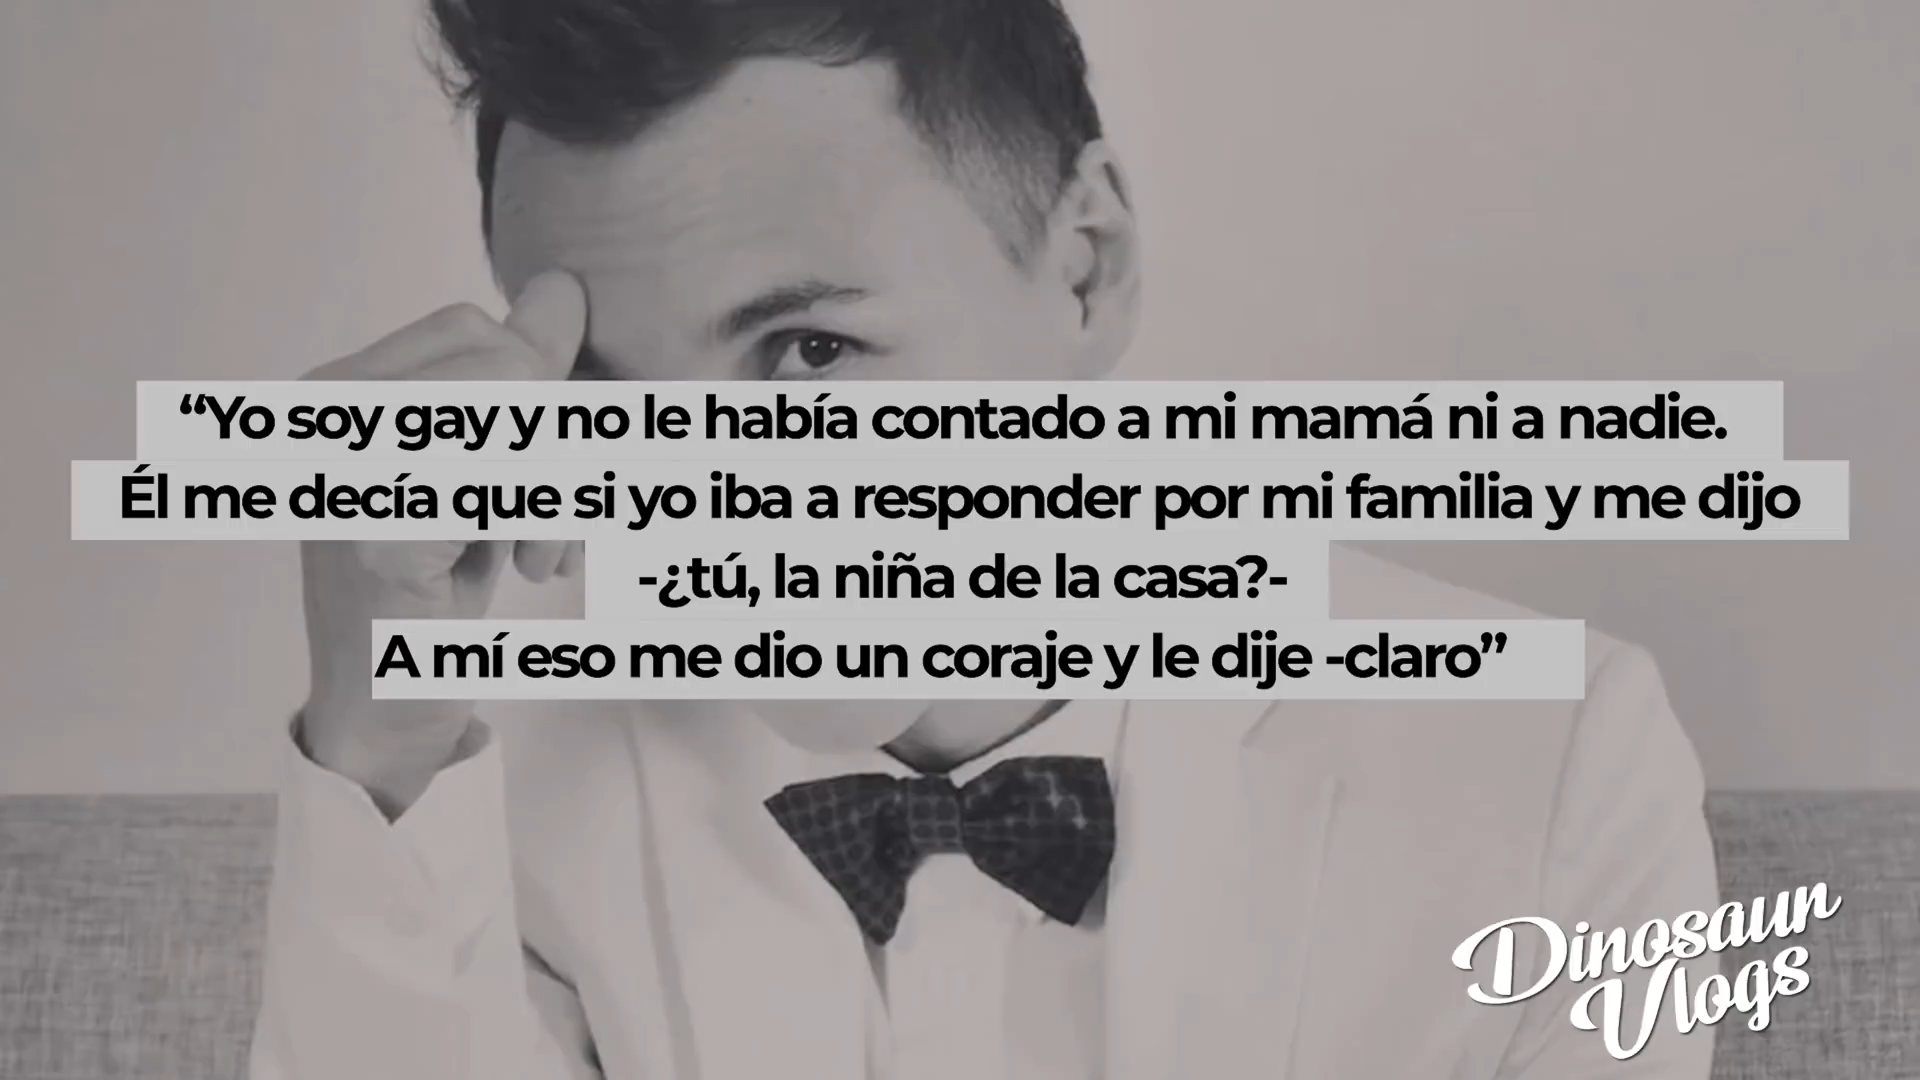 “Yo soy gay y no le había contado a mi mamá ni a nadie.
Él me decía que si yo iba a responder por mi familia y me dijo
-¿tú, la niña de la casa?-
A mí eso me dio un coraje y le dije -claro”
Dinosaur
Vlogs